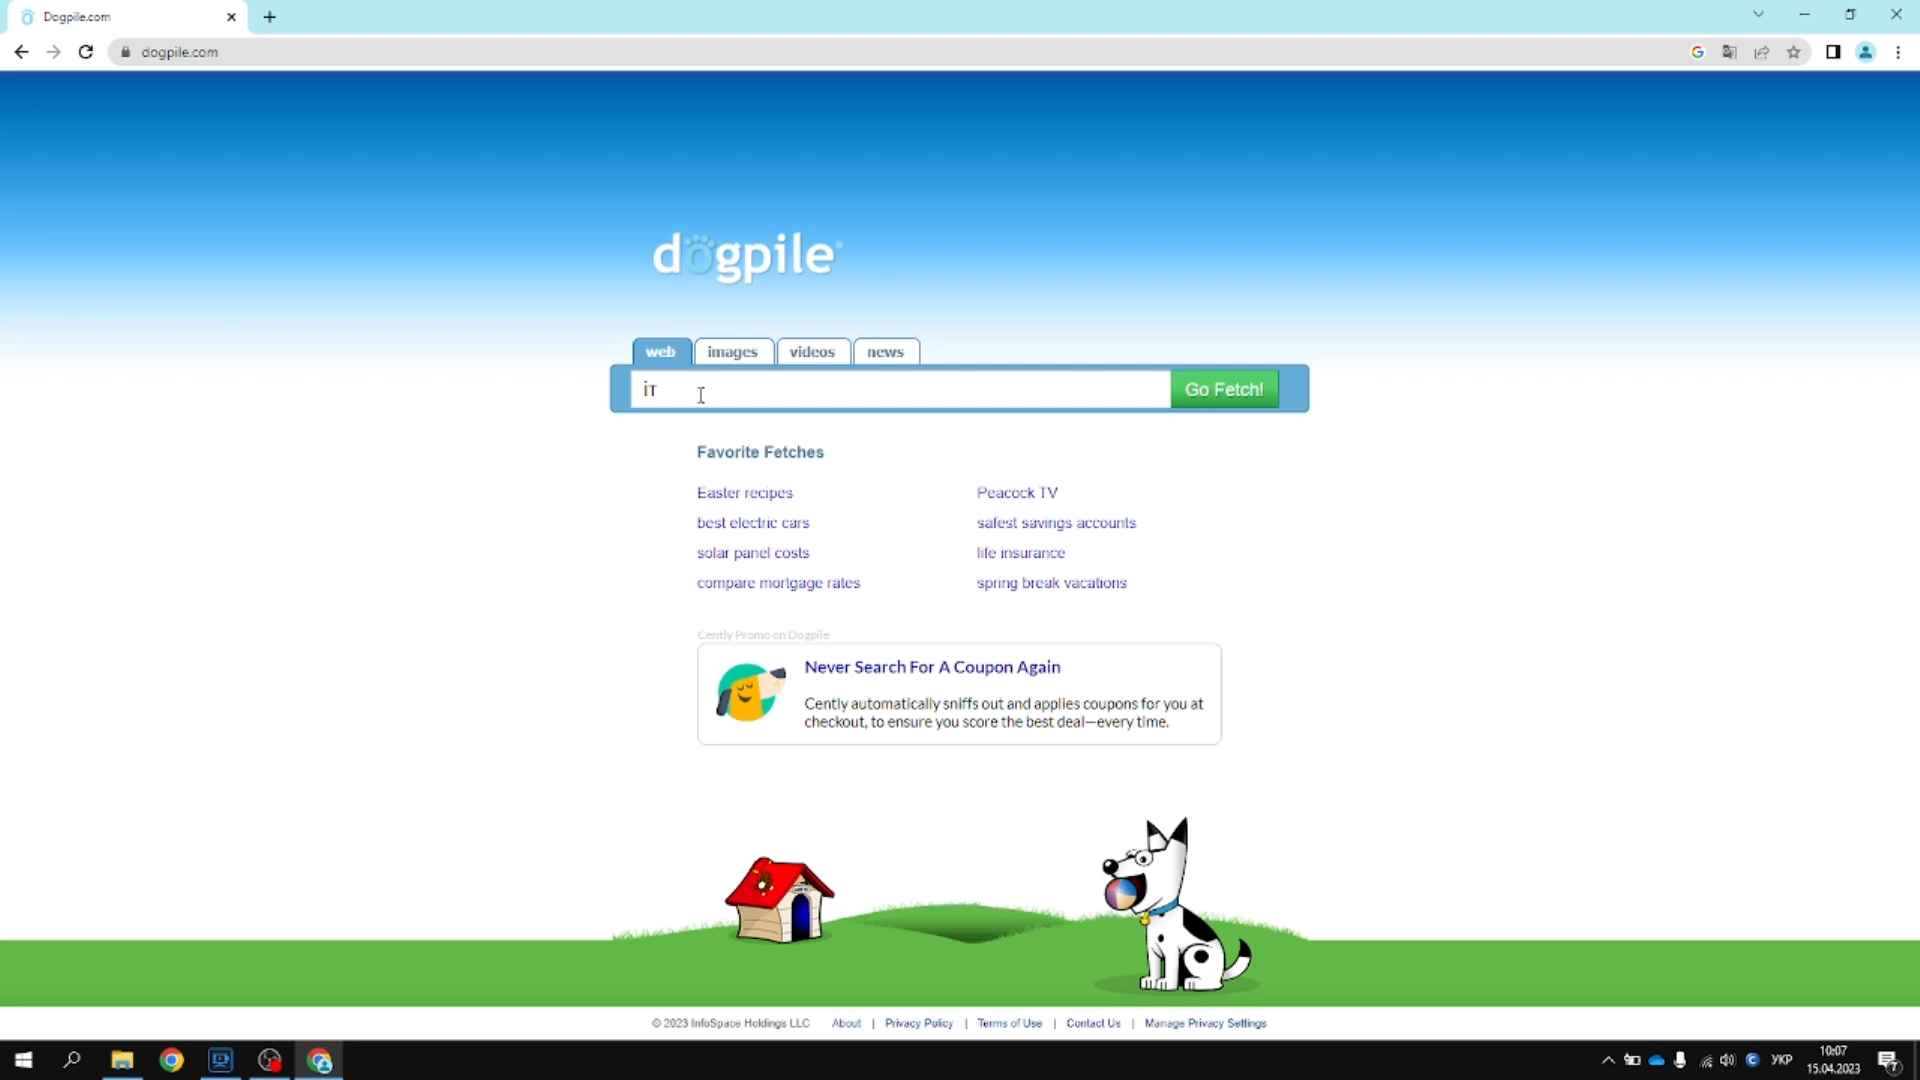 Dogpile.com
dogpile.com
dogpile
web
images
videos
news
іт
Go Fetch!
Favorite Fetches
Easter recipes
Peacock TV
best electric cars
safest savings accounts
solar panel costs
life insurance
compare mortgage rates
spring break vacations
Cently Promo on Dogpile
Never Search For A Coupon Again
Cently automatically sniffs out and applies coupons for you at
checkout, to ensure you score the best deal—every time.
© 2023 InfoSpace Holdings LLC About | Privacy Policy | Terms of Use | Contact Us | Manage Privacy Settings
УКР
10:07
15.04.2023